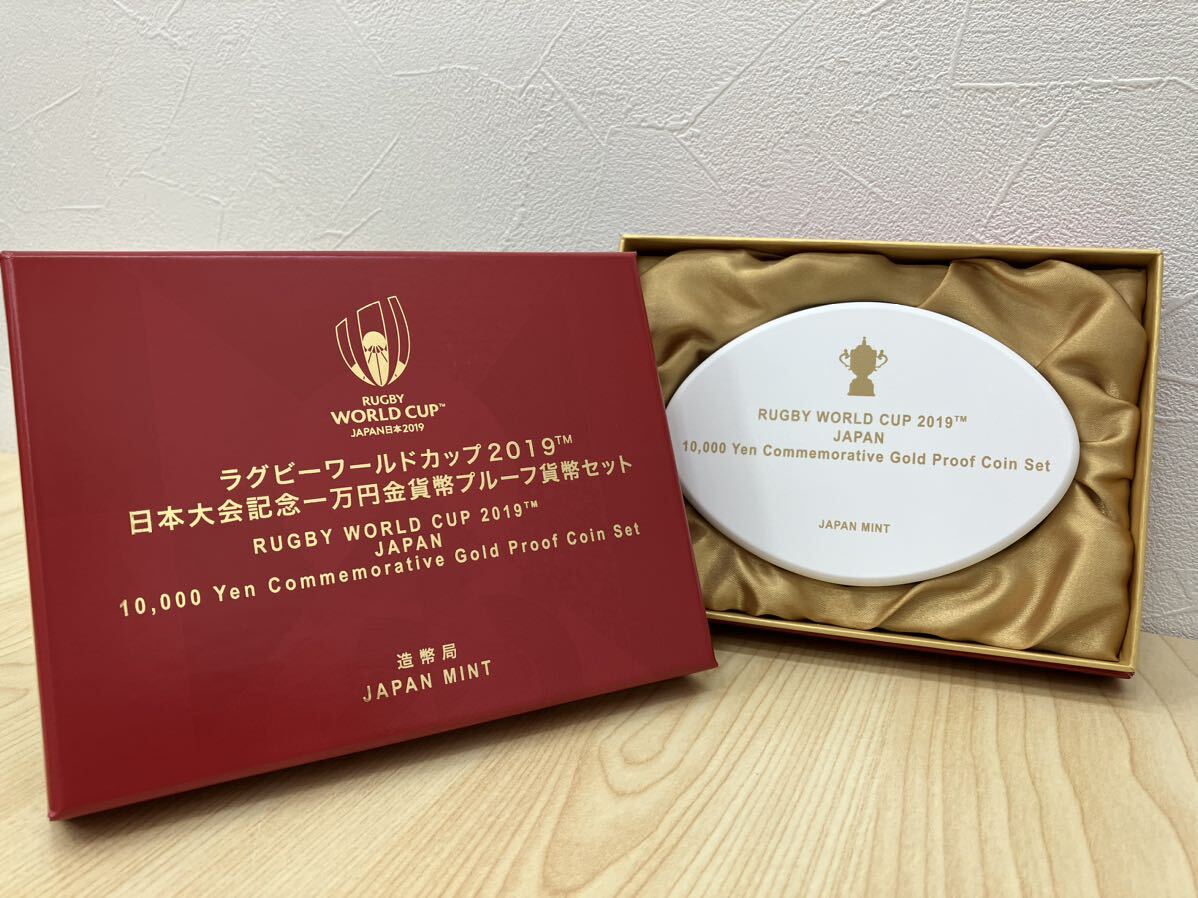 RUGBY
WORLD CUP™
JAPAN日本2019
ラグビーワールドカップ2019™
日本大会記念一万円金貨幣プルーフ貨幣セット
RUGBY WORLD CUP 2019™
JAPAN
10,000 Yen Commemorative Gold Proof Coin Set
造幣局
JAPAN MINT
RUGBY WORLD CUP 2019™
JAPAN
10,000 Yen Commemorative Gold Proof Coin Set
JAPAN MINT